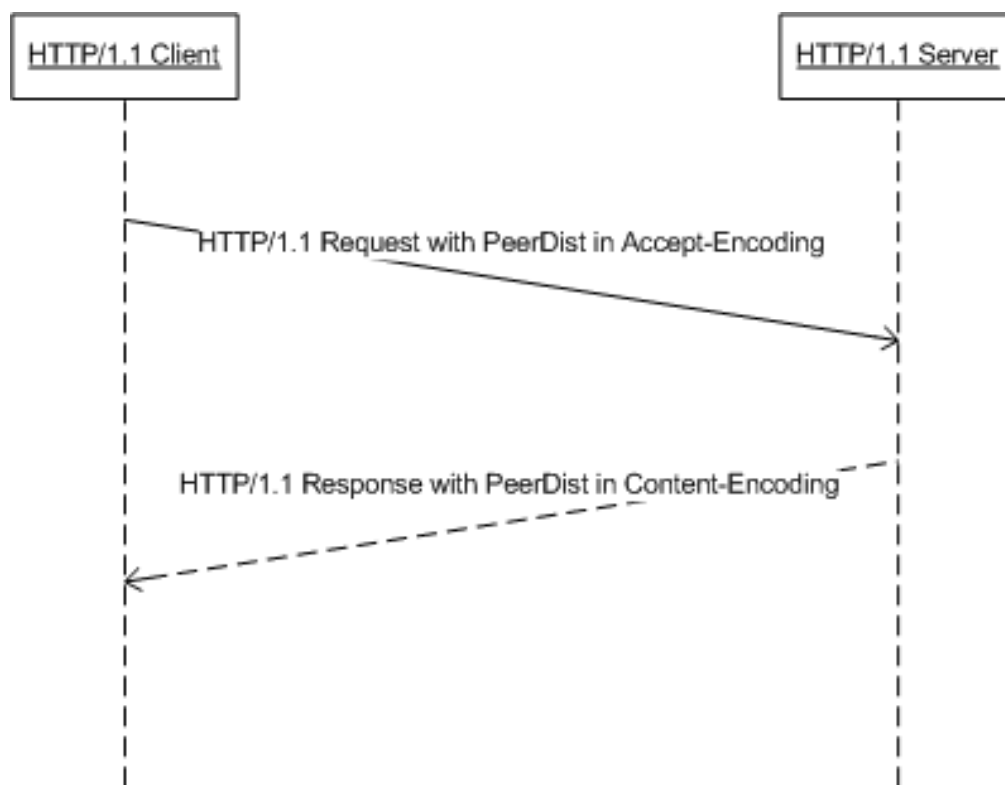 HTTP/1.1 Client
HTTP/1.1 Server
HTTP/1.1 Request with PeerDist in Accept-Encoding
HTTP/1.1 Response with PeerDist in Content-Encoding